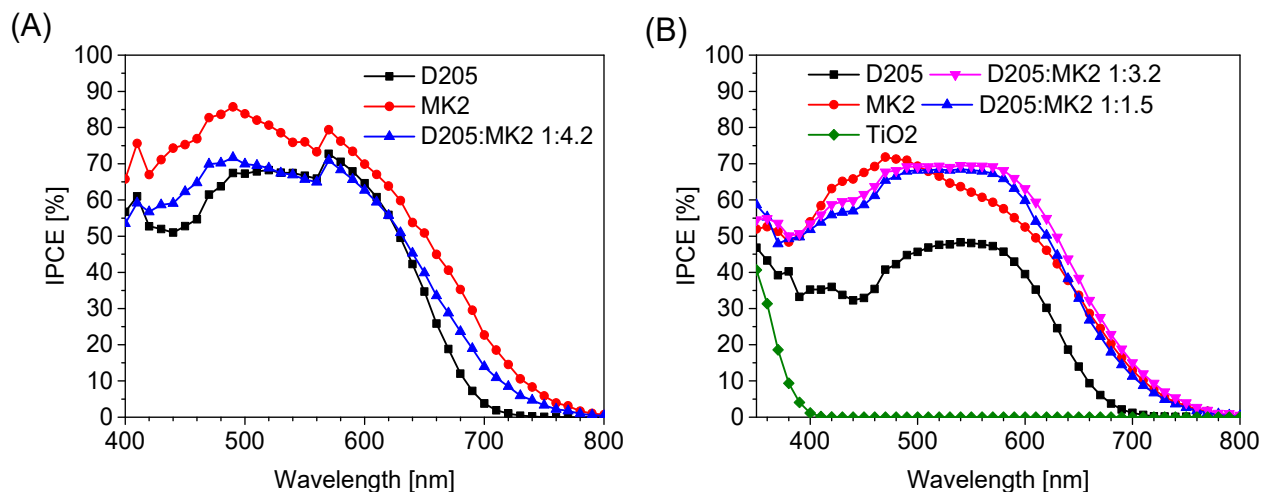 (A)
IPCE [%]
100
90
80
70
60
50
40
30
20
10
0
D205
MK2
D205:MK2 1:4.2
400 500 600 700 800
Wavelength [nm]
(B)
IPCE [%]
100
90
80
70
60
50
40
30
20
10
0
D205 D205:MK2 1:3.2
MK2 D205:MK2 1:1.5
TiO2
400 500 600 700 800
Wavelength [nm]